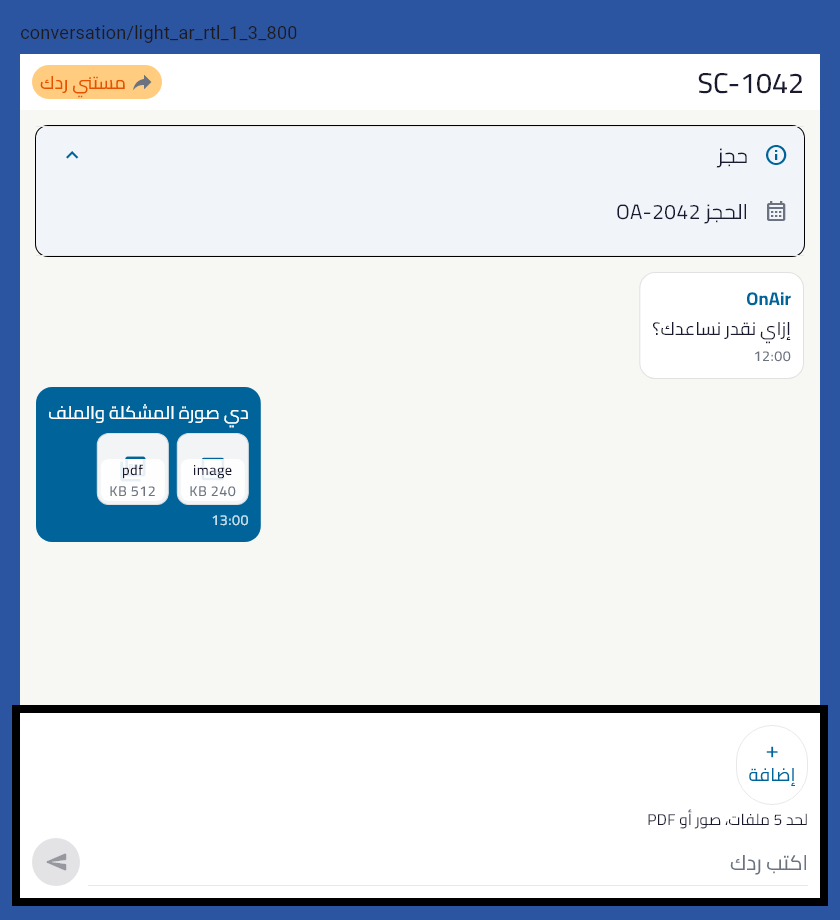 conversation/light_ar_rtl_1_3_800
SC-1042
مستني ردك
حجز
الحجز OA-2042
OnAir
إزاي نقدر نساعدك؟
12:00
دي صورة المشكلة والملف
image
240 KB
pdf
512 KB
13:00
+
إضافة
لحد 5 ملفات، صور أو PDF
اكتب ردك